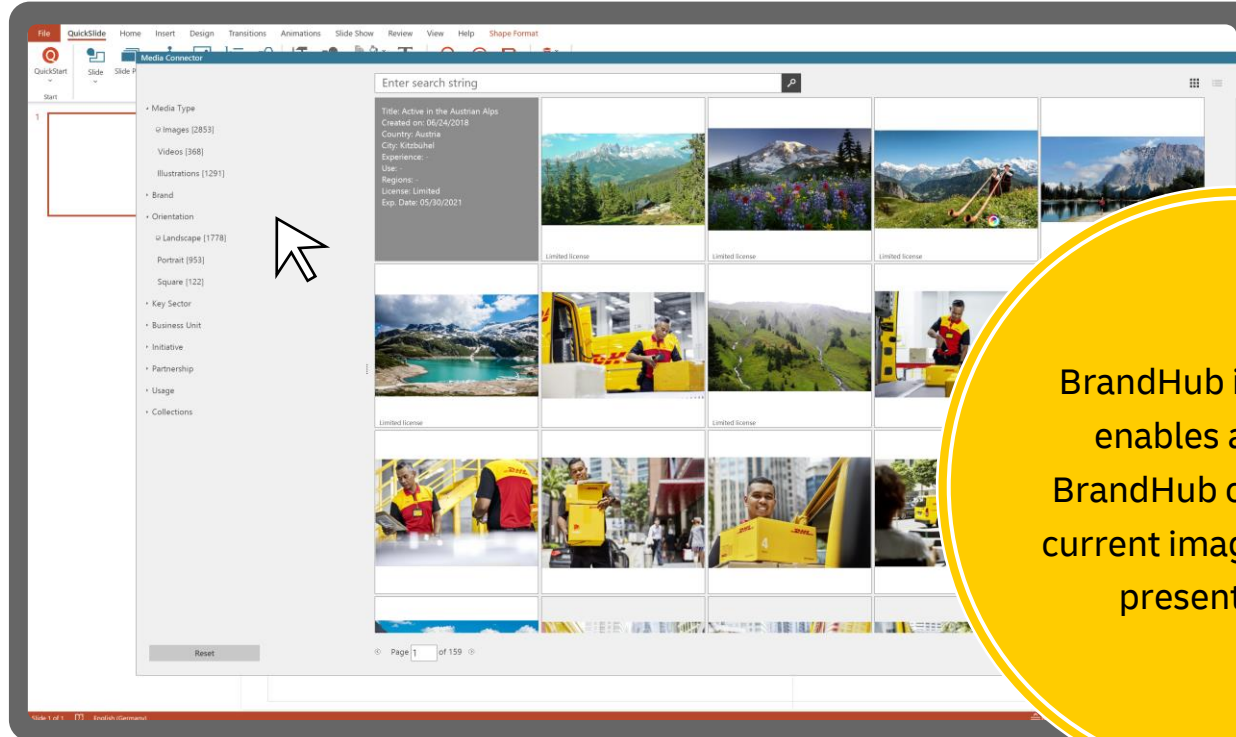 File QuickSlide Home Insert Design Transitions Animations Slide Show Review View Help Shape Format
QuickStart Slide Slide P
Start
Media Connector
Enter search string
1
Media Type
Images [2853]
Videos [368]
Illustrations [1291]
Brand
Orientation
Landscape [1778]
Portrait [953]
Square [122]
Key Sector
Business Unit
Initiative
Partnership
Usage
Collections
Reset
Title: Active in the Austrian Alps
Created on: 06/24/2018
Country: Austria
City: Kitzbühel
Experience: -
Use: -
Regions: -
License: Limited
Exp. Date: 05/30/2021
Limited license
Limited license
Limited license
Limited license
Limited license
DHL
Page 1 of 159
Slide 1 of 1 English (Germany)
BrandHub i
enables a
BrandHub
current imag
present